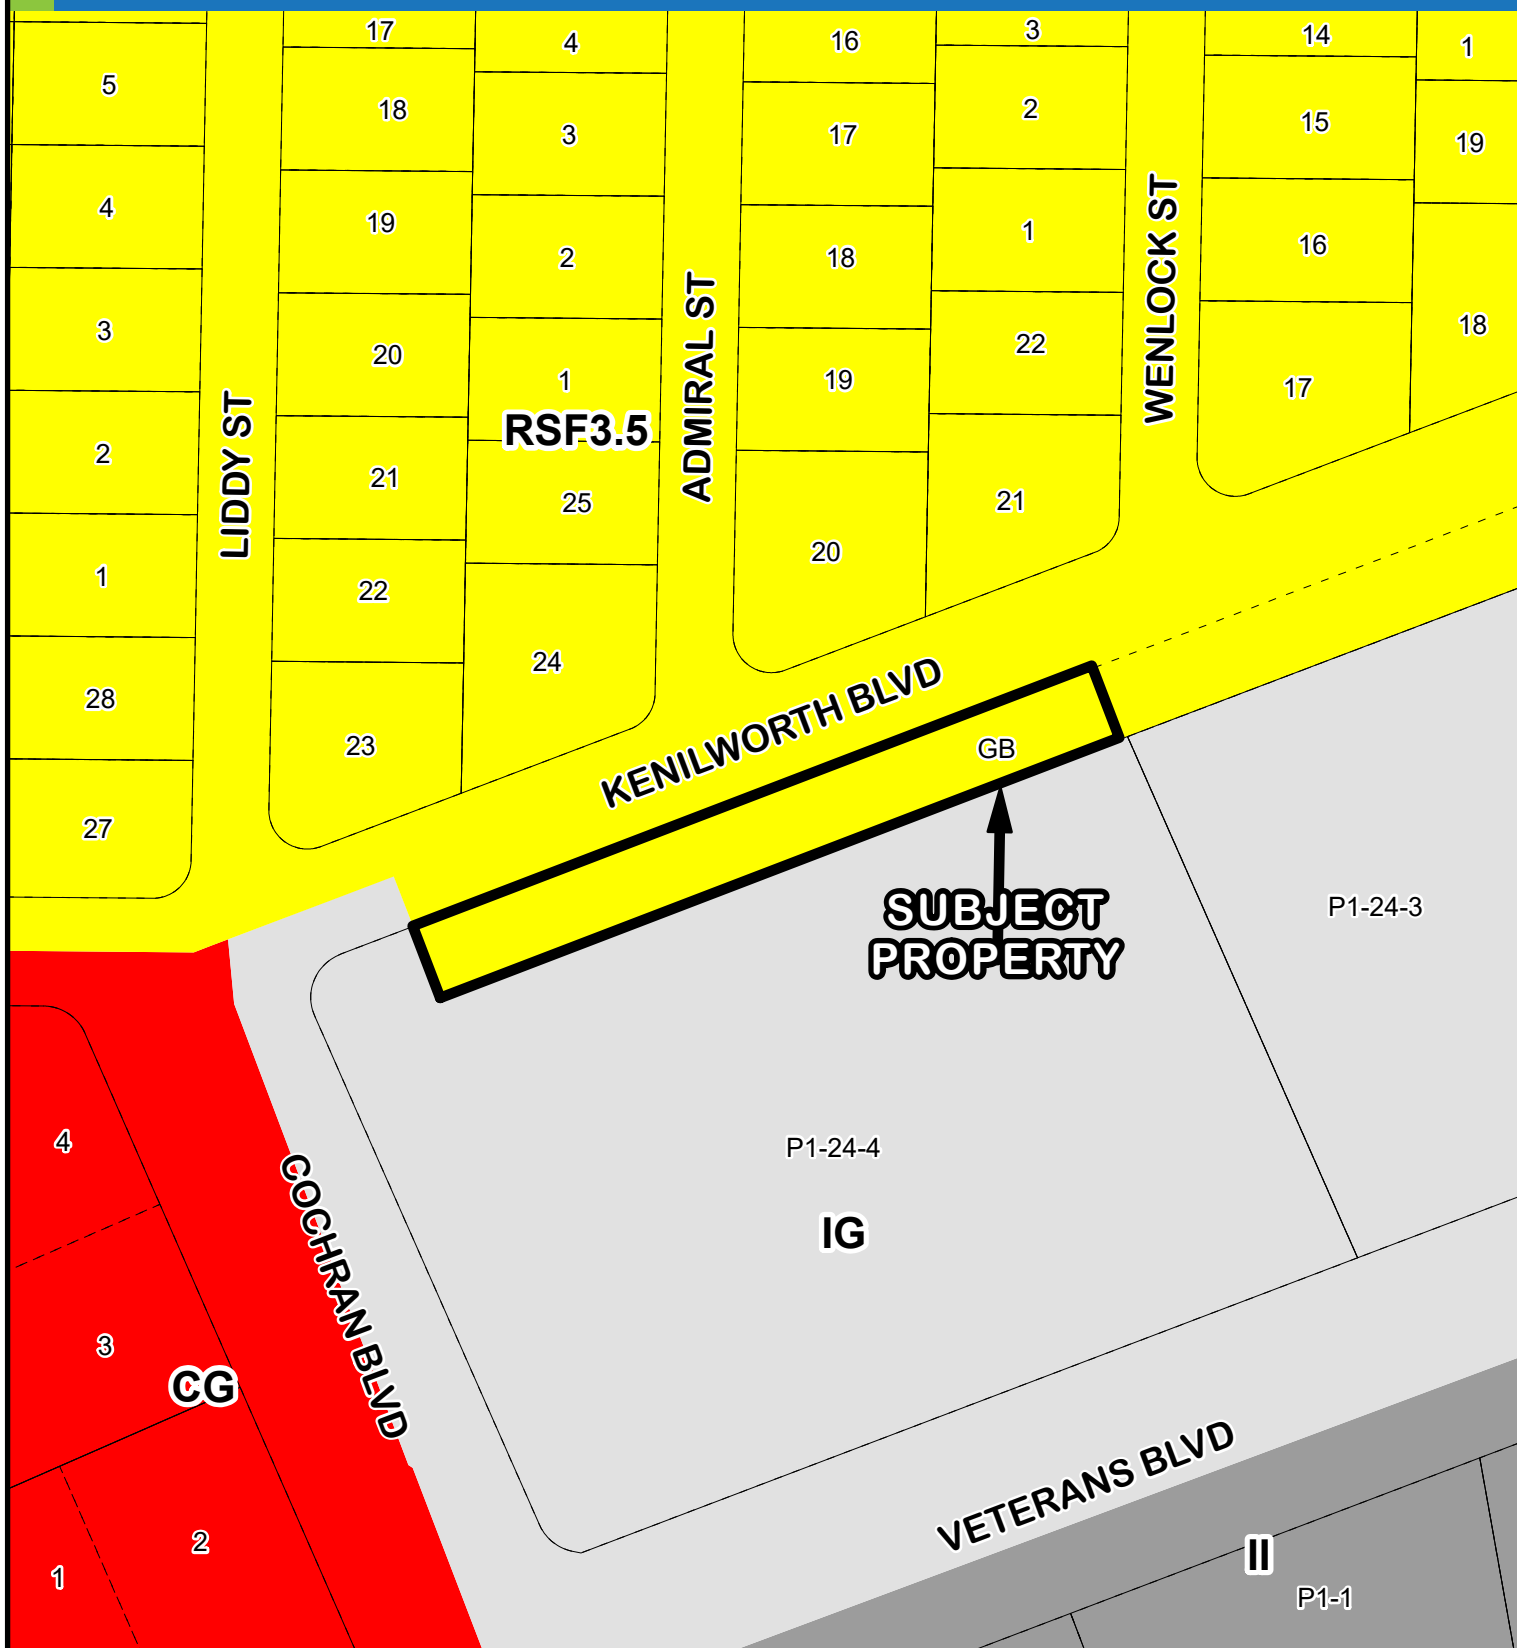 17
4
16
3
14
1
5
18
3
17
2
15
19
4
19
2
18
1
16
3
20
1
19
22
17
18
LIDDY ST
ADMIRAL ST
WENLOCK ST
RSF3.5
2
21
25
20
21
1
22
24
28
23
27
KENILWORTH BLVD
GB
SUBJECT
PROPERTY
P1-24-3
4
P1-24-4
IG
COCHRAN BLVD
3
CG
2
1
VETERANS BLVD
II
P1-1